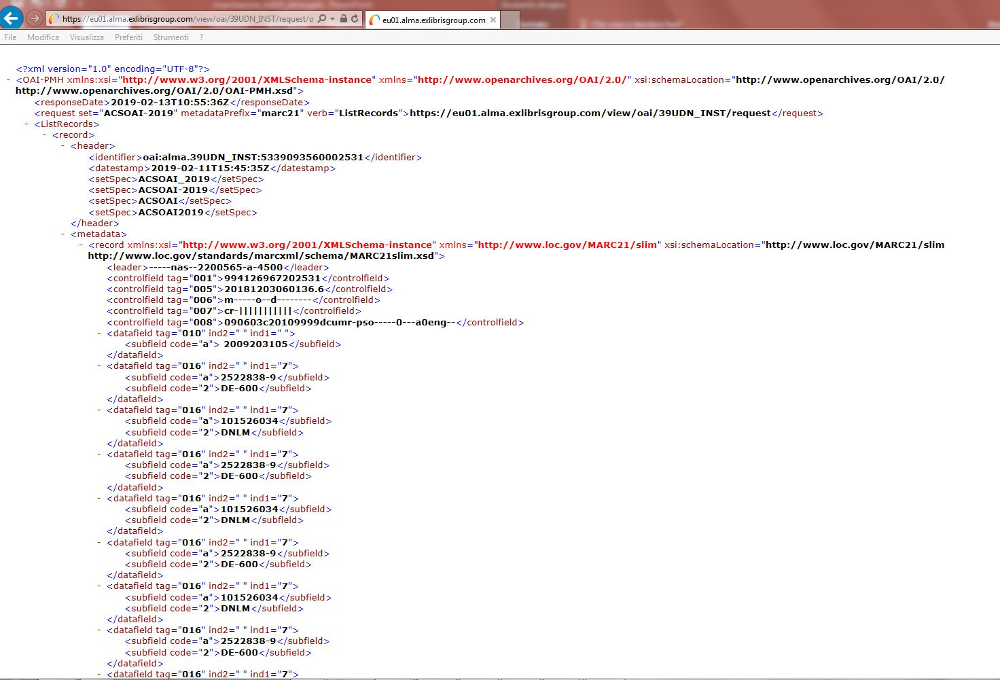 https://eu01.alma.exlibrisgroup.com/view/oai/39UDN_INST/request/o
eu01.alma.exlibrisgroup.com
File Modifica Visualizza Preferiti Strumenti ?
<?xml version="1.0" encoding="UTF-8"?>
- <OAI-PMH xmlns:xsi="http://www.w3.org/2001/XMLSchema-instance" xmlns="http://www.openarchives.org/OAI/2.0/" xsi:schemaLocation="http://www.openarchives.org/OAI/2.0/
http://www.openarchives.org/OAI/2.0/OAI-PMH.xsd">
<responseDate>2019-02-13T10:55:36Z</responseDate>
<request set="ACSOAI-2019" metadataPrefix="marc21" verb="ListRecords">https://eu01.alma.exlibrisgroup.com/view/oai/39UDN_INST/request</request>
- <ListRecords>
- <record>
- <header>
<identifier>oai:alma.39UDN_INST:5339093560002531</identifier>
<datestamp>2019-02-11T15:45:35Z</datestamp>
<setSpec>ACSOAI_2019</setSpec>
<setSpec>ACSOAI-2019</setSpec>
<setSpec>ACSOAI</setSpec>
<setSpec>ACSOAI2019</setSpec>
</header>
- <metadata>
- <record xmlns:xsi="http://www.w3.org/2001/XMLSchema-instance" xmlns="http://www.loc.gov/MARC21/slim" xsi:schemaLocation="http://www.loc.gov/MARC21/slim
http://www.loc.gov/standards/marcxml/schema/MARC21slim.xsd">
<leader>-----nas--2200565-a-4500</leader>
<controlfield tag="001">994126967202531</controlfield>
<controlfield tag="005">20181203060136.6</controlfield>
<controlfield tag="006">m-----o--d--------</controlfield>
<controlfield tag="007">cr-|||||||||||</controlfield>
<controlfield tag="008">090603c20109999dcumr-pso-----0---a0eng--</controlfield>
- <datafield tag="010" ind2=" " ind1=" ">
<subfield code="a"> 2009203105</subfield>
</datafield>
- <datafield tag="016" ind2=" " ind1="7">
<subfield code="a">2522838-9</subfield>
<subfield code="2">DE-600</subfield>
</datafield>
- <datafield tag="016" ind2=" " ind1="7">
<subfield code="a">101526034</subfield>
<subfield code="2">DNLM</subfield>
</datafield>
- <datafield tag="016" ind2=" " ind1="7">
<subfield code="a">2522838-9</subfield>
<subfield code="2">DE-600</subfield>
</datafield>
- <datafield tag="016" ind2=" " ind1="7">
<subfield code="a">101526034</subfield>
<subfield code="2">DNLM</subfield>
</datafield>
- <datafield tag="016" ind2=" " ind1="7">
<subfield code="a">2522838-9</subfield>
<subfield code="2">DE-600</subfield>
</datafield>
- <datafield tag="016" ind2=" " ind1="7">
<subfield code="a">101526034</subfield>
<subfield code="2">DNLM</subfield>
</datafield>
- <datafield tag="016" ind2=" " ind1="7">
<subfield code="a">2522838-9</subfield>
<subfield code="2">DE-600</subfield>
</datafield>
- <datafield tag="016" ind2=" " ind1="7">